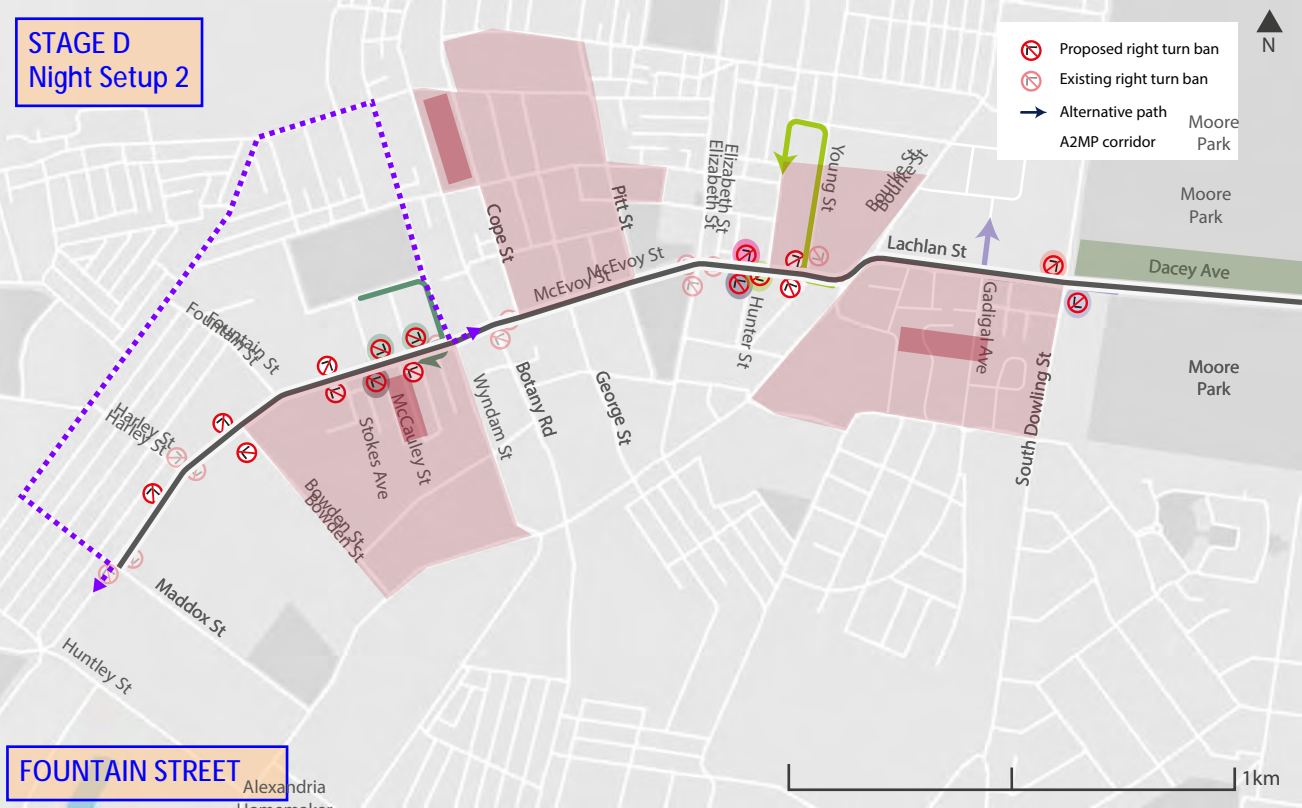 STAGE D
Night Setup 2
N
Proposed right turn ban
Existing right turn ban
Alternative path
A2MP corridor
Moore
Park
Moore
Park
Elizabeth St
Elizabeth St
Young St
Bourke St
Bourke St
Pitt St
Cope St
Lachlan St
McEvoy St
McEvoy St
Dacey Ave
Gadigal Ave
Hunter St
Fountain St
Fountain St
South Dowling St
Moore
Park
Botany Rd
George St
Wyndam St
McCauley St
Stokes Ave
Harley St
Harley St
Bowden St
Bowden St
Maddox St
Huntley St
FOUNTAIN STREET
Alexandria
Homemaker
1km